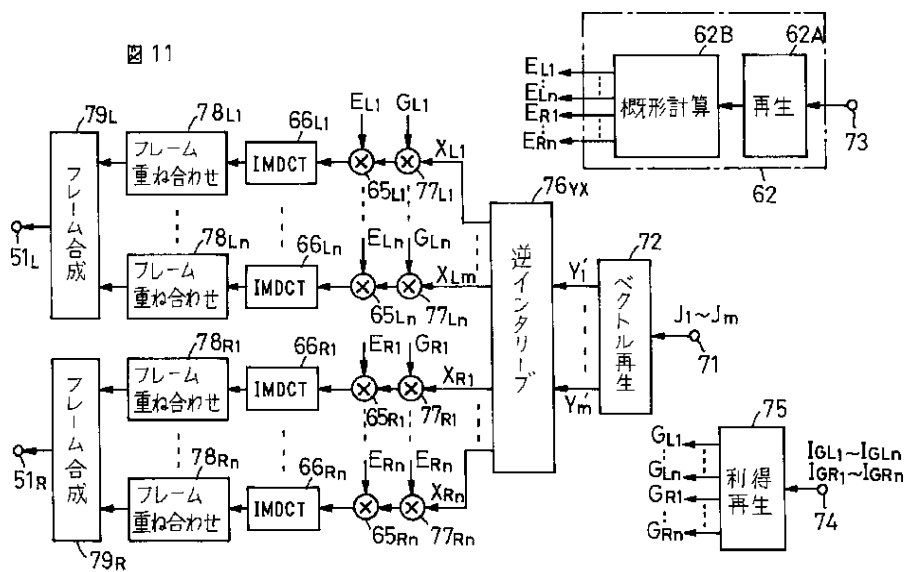 図 11
62B
62A
EL1
ELn
ER1
ERn
概形計算
再生
73
62
79L
78L1
66L1
EL1
GL1
XL1
フレーム合成
フレーム
重ね合わせ
IMDCT
65L1
77L1
76YX
51L
78Ln
66Ln
ELn
GLn
XLm
フレーム
重ね合わせ
IMDCT
65Ln
77Ln
逆インタリーブ
Y1'
72
ベクトル再生
J1~Jm
71
Ym'
78R1
66R1
ER1
GR1
XR1
フレーム合成
フレーム
重ね合わせ
IMDCT
65R1
77R1
51R
78Rn
66Rn
ERn
ERn
XRn
フレーム
重ね合わせ
IMDCT
65Rn
77Rn
79R
75
GL1
GLn
GR1
GRn
利得
再生
IGL1~IGLn
IGR1~IGRn
74